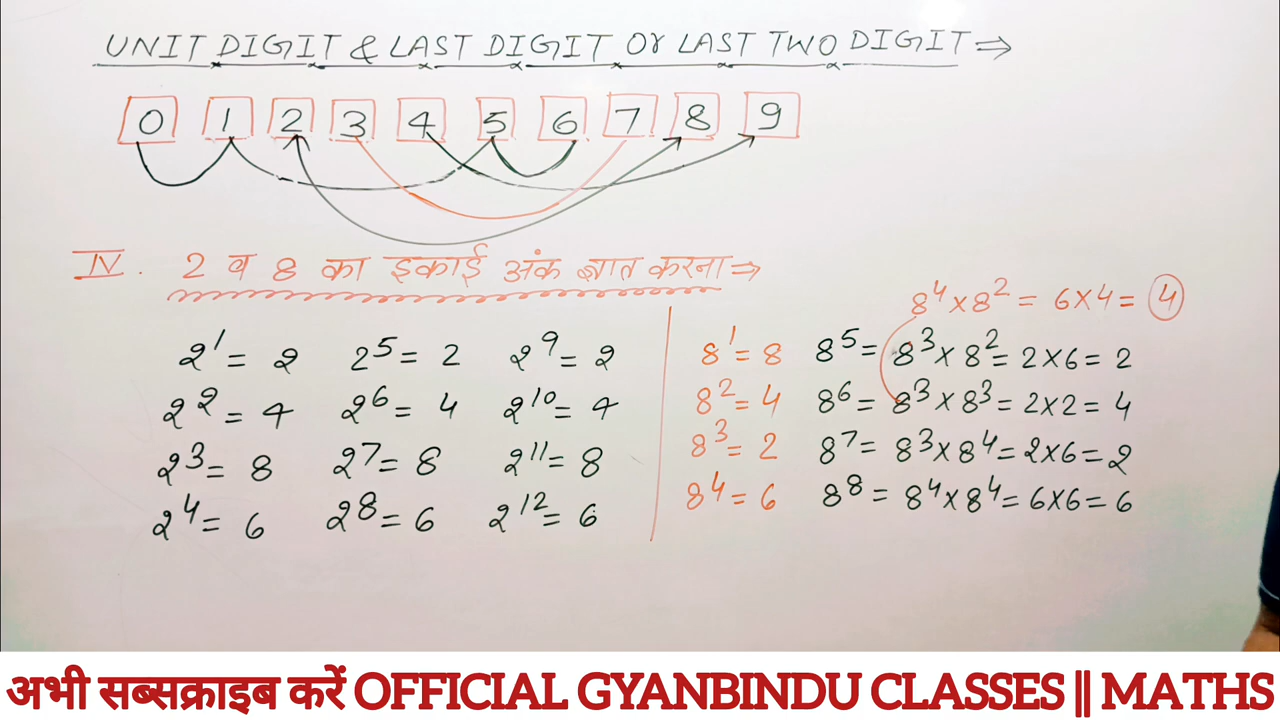 UNIT DIGIT & LAST DIGIT Or LAST TWO DIGIT ⇒
0 1 2 3 4 5 6 7 8 9
IV. 2 व 8 का इकाई अंक ज्ञात करना ⇒
8⁴×8² = 6×4 = 4
2¹= 2 2⁵= 2 2⁹= 2 8¹= 8 8⁵= 8³×8²= 2×6= 2
2²= 4 2⁶= 4 2¹⁰= 4 8²= 4 8⁶= 8³×8³= 2×2= 4
2³= 8 2⁷= 8 2¹¹= 8 8³= 2 8⁷= 8³×8⁴= 2×6= 2
2⁴= 6 2⁸= 6 2¹²= 6 8⁴= 6 8⁸= 8⁴×8⁴= 6×6= 6
अभी सब्सक्राइब करें OFFICIAL GYANBINDU CLASSES || MATHS